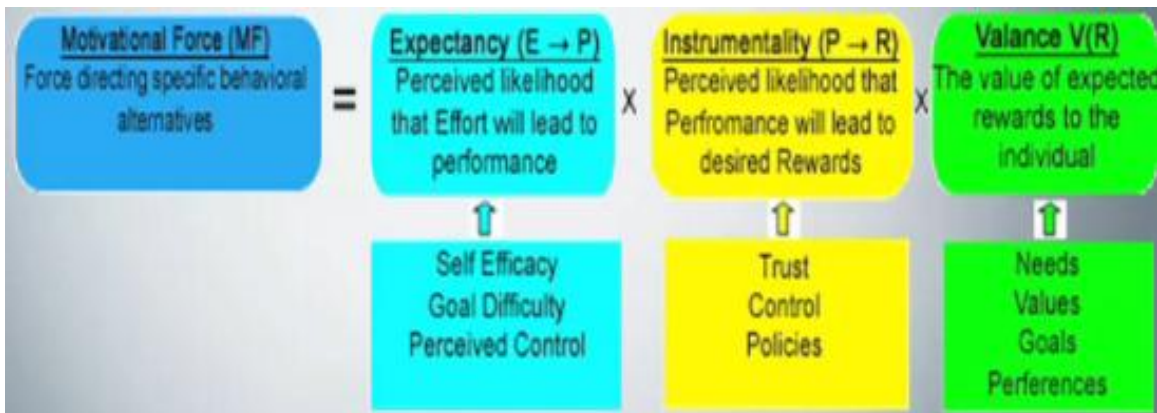 Motivational Force (MF)
Force directing specific behavioral
alternatives
=
Expectancy (E → P)
Perceived likelihood
that Effort will lead to
performance
x
Instrumentality (P → R)
Perceived likelihood that
Perfromance will lead to
desired Rewards
x
Valance V(R)
The value of expected
rewards to the
individual
Self Efficacy
Goal Difficulty
Perceived Control
Trust
Control
Policies
Needs
Values
Goals
Perferences